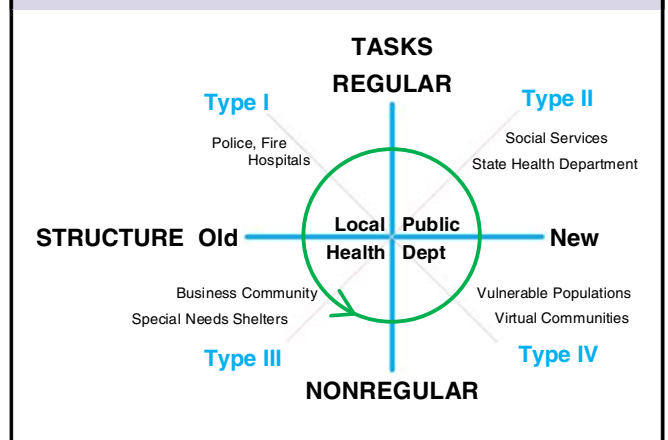 TASKS
REGULAR
Type I
Type II
Police, Fire
Hospitals
Social Services
State Health Department
STRUCTURE Old
Local Public
Health Dept
New
Business Community
Special Needs Shelters
Vulnerable Populations
Virtual Communities
Type III
Type IV
NONREGULAR